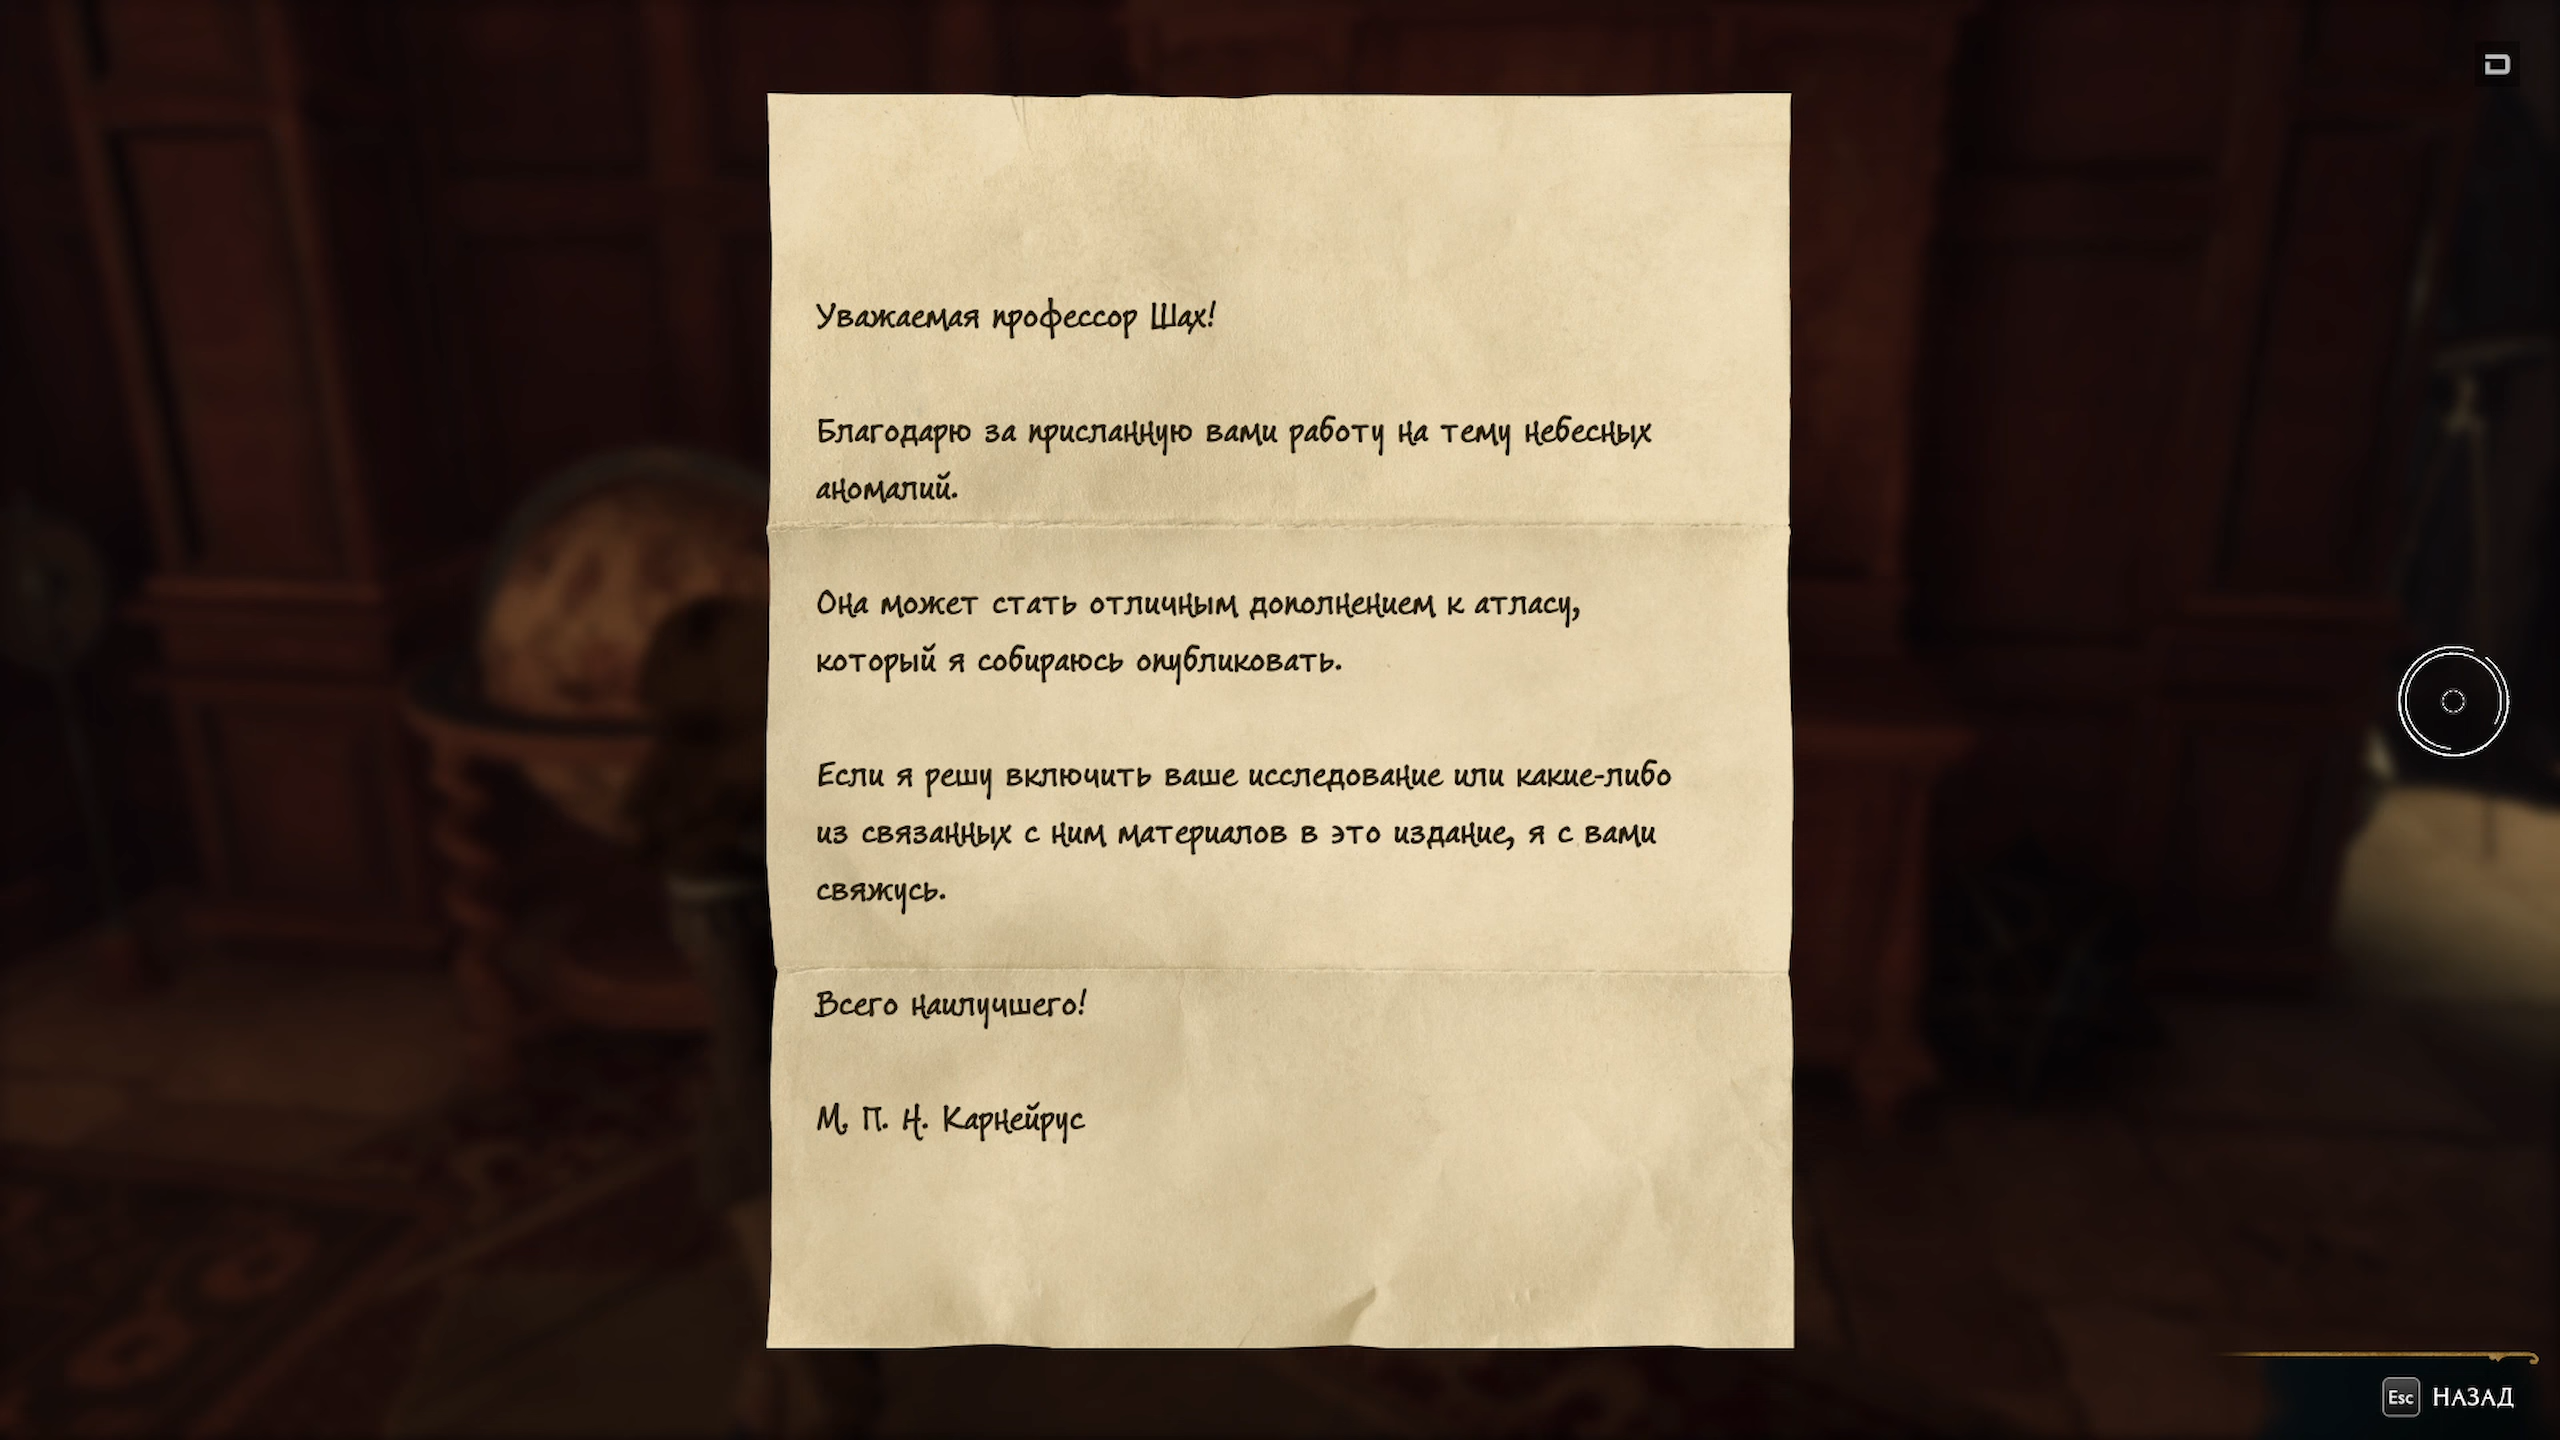 Уважаемая профессор Шах!
Благодарю за присланную вами работу на тему небесных
аномалий.
Она может стать отличным дополнением к атласу,
который я собираюсь опубликовать.
Если я решу включить ваше исследование или какие-либо
из связанных с ним материалов в это издание, я с вами
свяжусь.
Всего наилучшего!
М. П. Н. Карнейрус
Esc НАЗАД